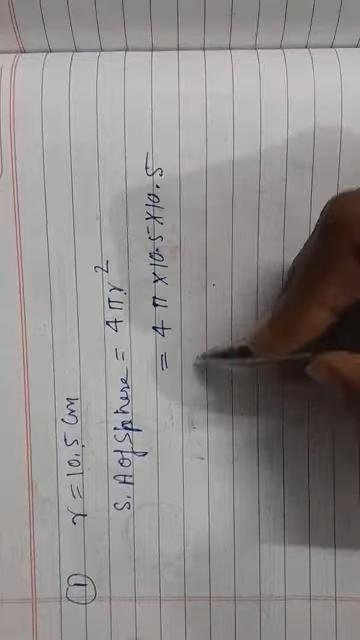 (1) r = 10.5 cm
S.A of Sphere = 4πr²
= 4 π × 10.5 × 10.5